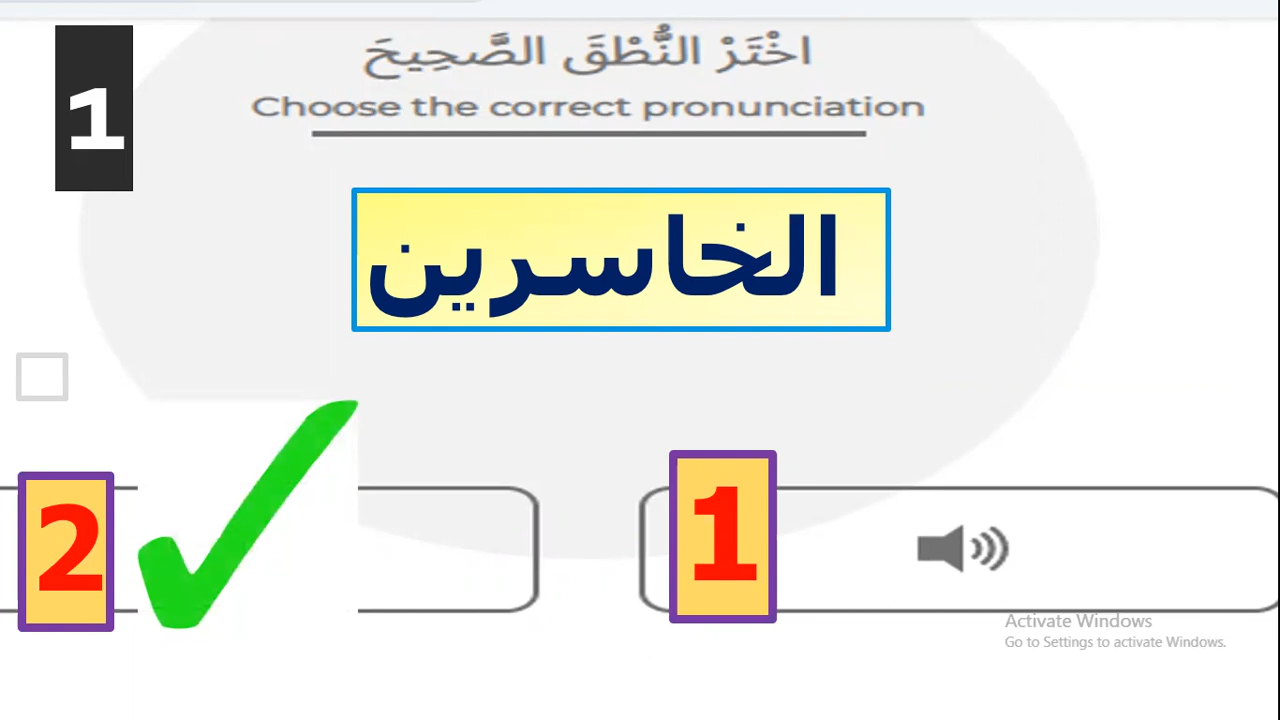 1
اخْتَرْ النُّطْقَ الصَّحِيحَ
Choose the correct pronunciation
الخاسرين
2
1
Activate Windows
Go to Settings to activate Windows.